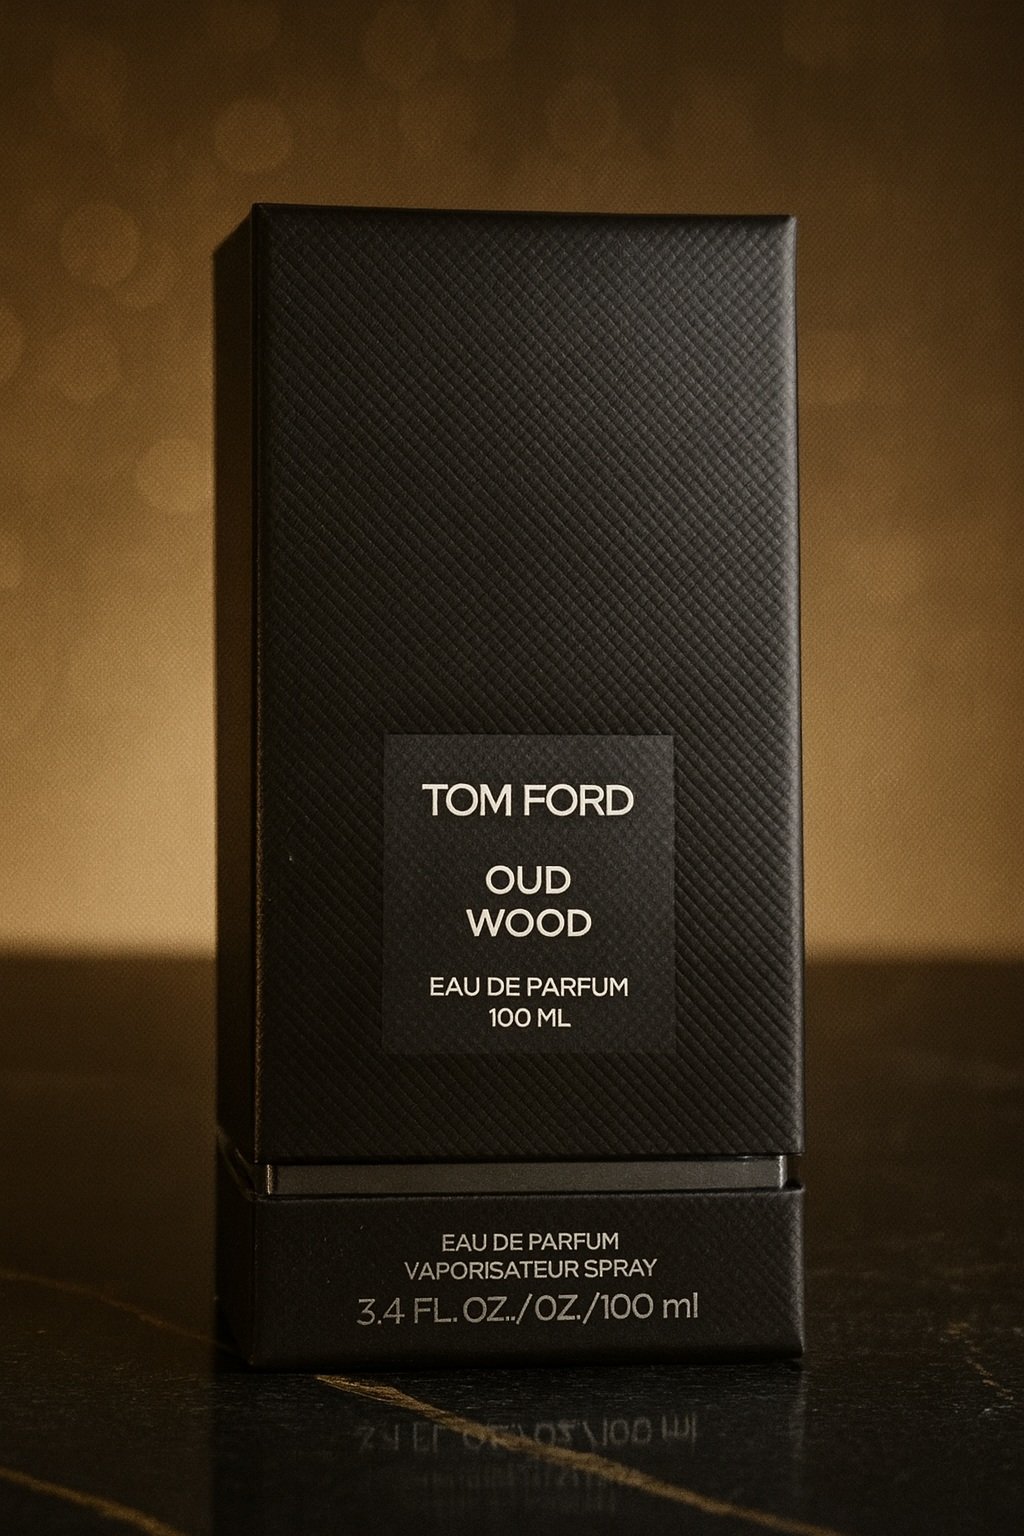 TOM FORD
OUD
WOOD
EAU DE PARFUM
100 ML
EAU DE PARFUM
VAPORISATEUR SPRAY
3.4 FL. OZ./OZ./100 ml